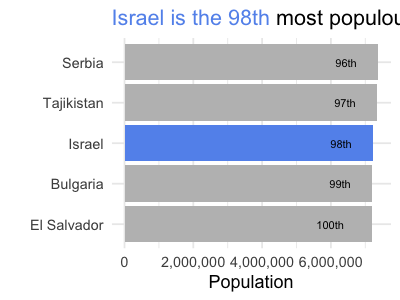 Israel is the 98th most populou
Serbia 96th
Tajikistan 97th
Israel 98th
Bulgaria 99th
El Salvador 100th
0 2,000,000 4,000,000 6,000,000
Population